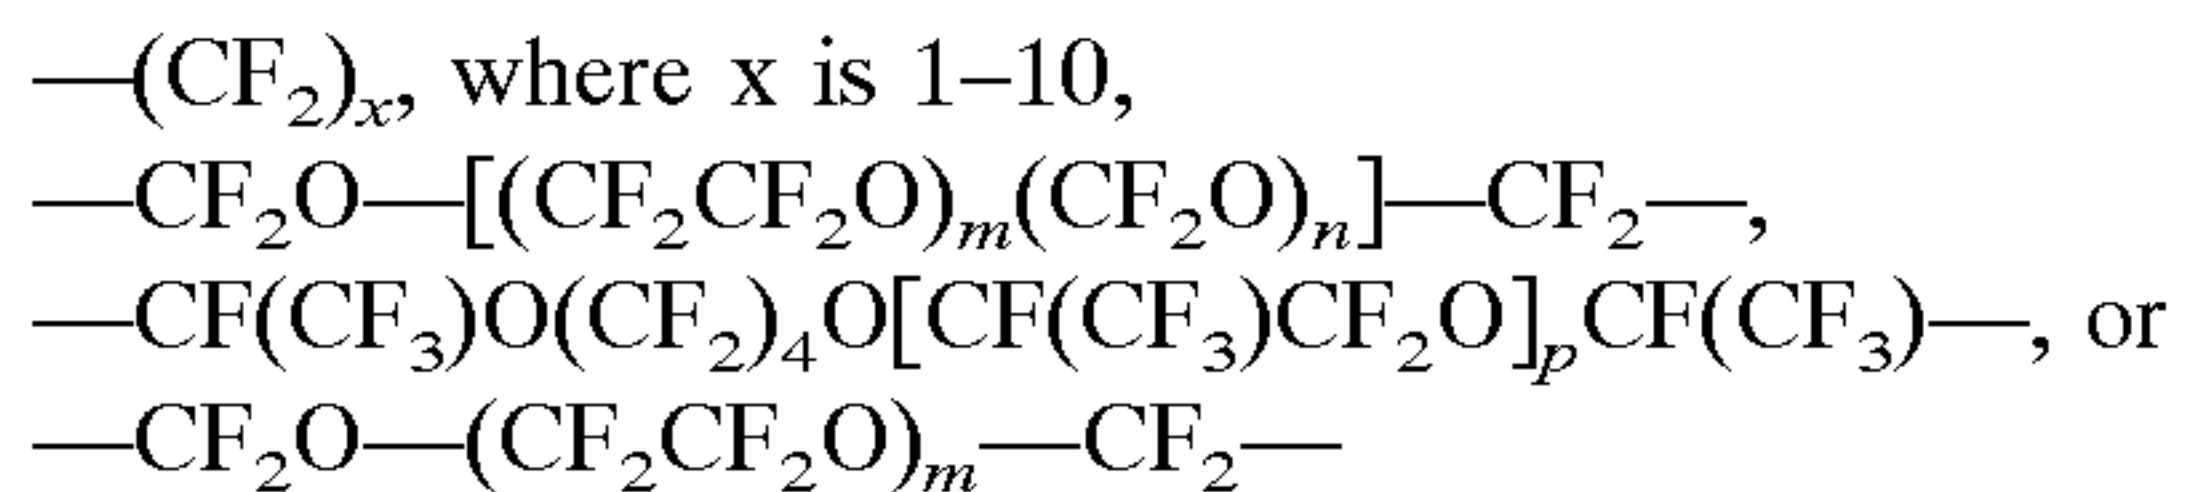 —(CF₂)ₓ, where x is 1–10,
—CF₂O—[(CF₂CF₂O)ₘ(CF₂O)ₙ]—CF₂—,
—CF(CF₃)O(CF₂)₄O[CF(CF₃)CF₂O]ₚCF(CF₃)—, or
—CF₂O—(CF₂CF₂O)ₘ—CF₂—